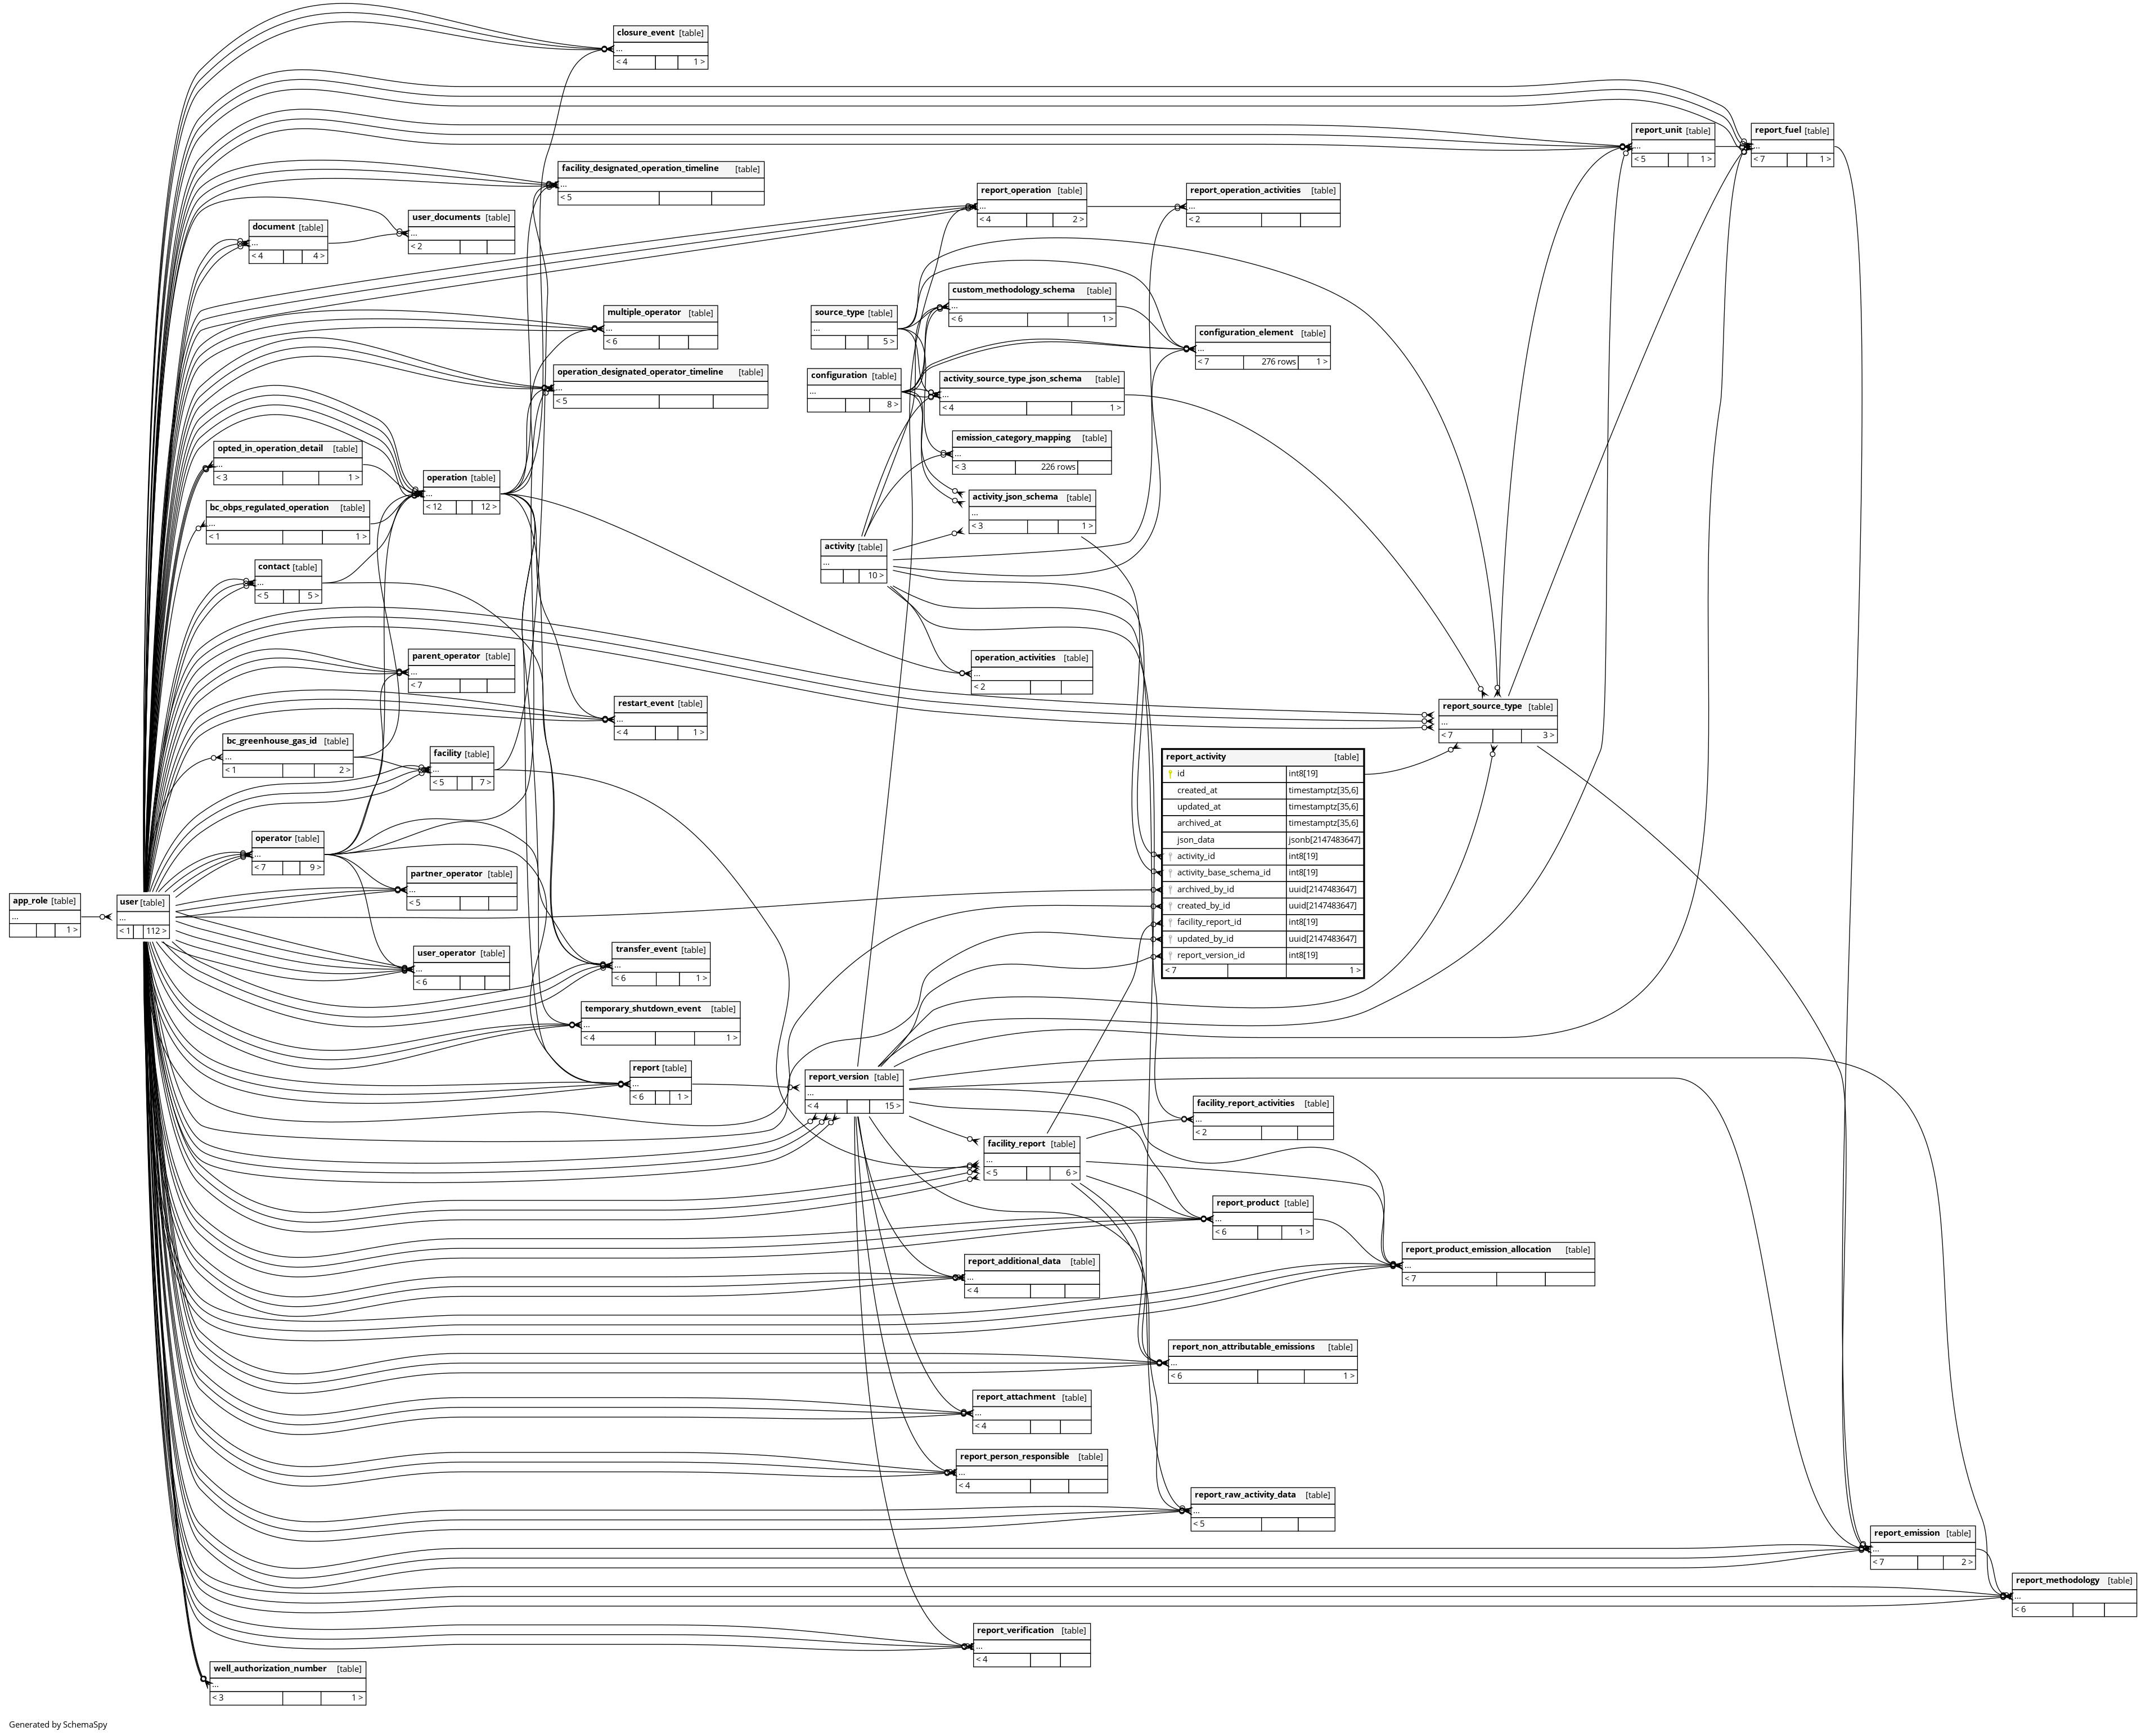 closure_event [table]
...
< 4 1 >
report_unit [table]
...
< 5 1 >
report_fuel [table]
...
< 7 1 >
facility_designated_operation_timeline [table]
...
< 5
report_operation [table]
...
< 4 2 >
report_operation_activities [table]
...
< 2
user_documents [table]
...
< 2
document [table]
...
< 4 4 >
custom_methodology_schema [table]
...
< 6 1 >
multiple_operator [table]
...
< 6
source_type [table]
...
5 >
configuration_element [table]
...
< 7 276 rows 1 >
operation_designated_operator_timeline [table]
...
< 5
configuration [table]
...
8 >
activity_source_type_json_schema [table]
...
< 4 1 >
emission_category_mapping [table]
...
< 3 226 rows
opted_in_operation_detail [table]
...
< 3 1 >
operation [table]
...
< 12 12 >
activity_json_schema [table]
...
< 3 1 >
bc_obps_regulated_operation [table]
...
< 1 1 >
activity [table]
...
10 >
contact [table]
...
< 5 5 >
parent_operator [table]
...
< 7
operation_activities [table]
...
< 2
restart_event [table]
...
< 4 1 >
report_source_type [table]
...
< 7 3 >
bc_greenhouse_gas_id [table]
...
< 1 2 >
facility [table]
...
< 5 7 >
report_activity [table]
id int8[19]
created_at timestamptz[35,6]
updated_at timestamptz[35,6]
archived_at timestamptz[35,6]
json_data jsonb[2147483647]
activity_id int8[19]
activity_base_schema_id int8[19]
archived_by_id uuid[2147483647]
created_by_id uuid[2147483647]
facility_report_id int8[19]
updated_by_id uuid[2147483647]
report_version_id int8[19]
< 7 1 >
operator [table]
...
< 7 9 >
partner_operator [table]
...
< 5
app_role [table]
...
1 >
user [table]
...
< 1 112 >
user_operator [table]
...
< 6
transfer_event [table]
...
< 6 1 >
temporary_shutdown_event [table]
...
< 4 1 >
report [table]
...
< 6 1 >
report_version [table]
...
< 4 15 >
facility_report_activities [table]
...
< 2
facility_report [table]
...
< 5 6 >
report_product [table]
...
< 6 1 >
report_product_emission_allocation [table]
...
< 7
report_additional_data [table]
...
< 4
report_non_attributable_emissions [table]
...
< 6 1 >
report_attachment [table]
...
< 4
report_person_responsible [table]
...
< 4
report_raw_activity_data [table]
...
< 5
report_emission [table]
...
< 7 2 >
report_methodology [table]
...
< 6
report_verification [table]
...
< 4
well_authorization_number [table]
...
< 3 1 >
Generated by SchemaSpy